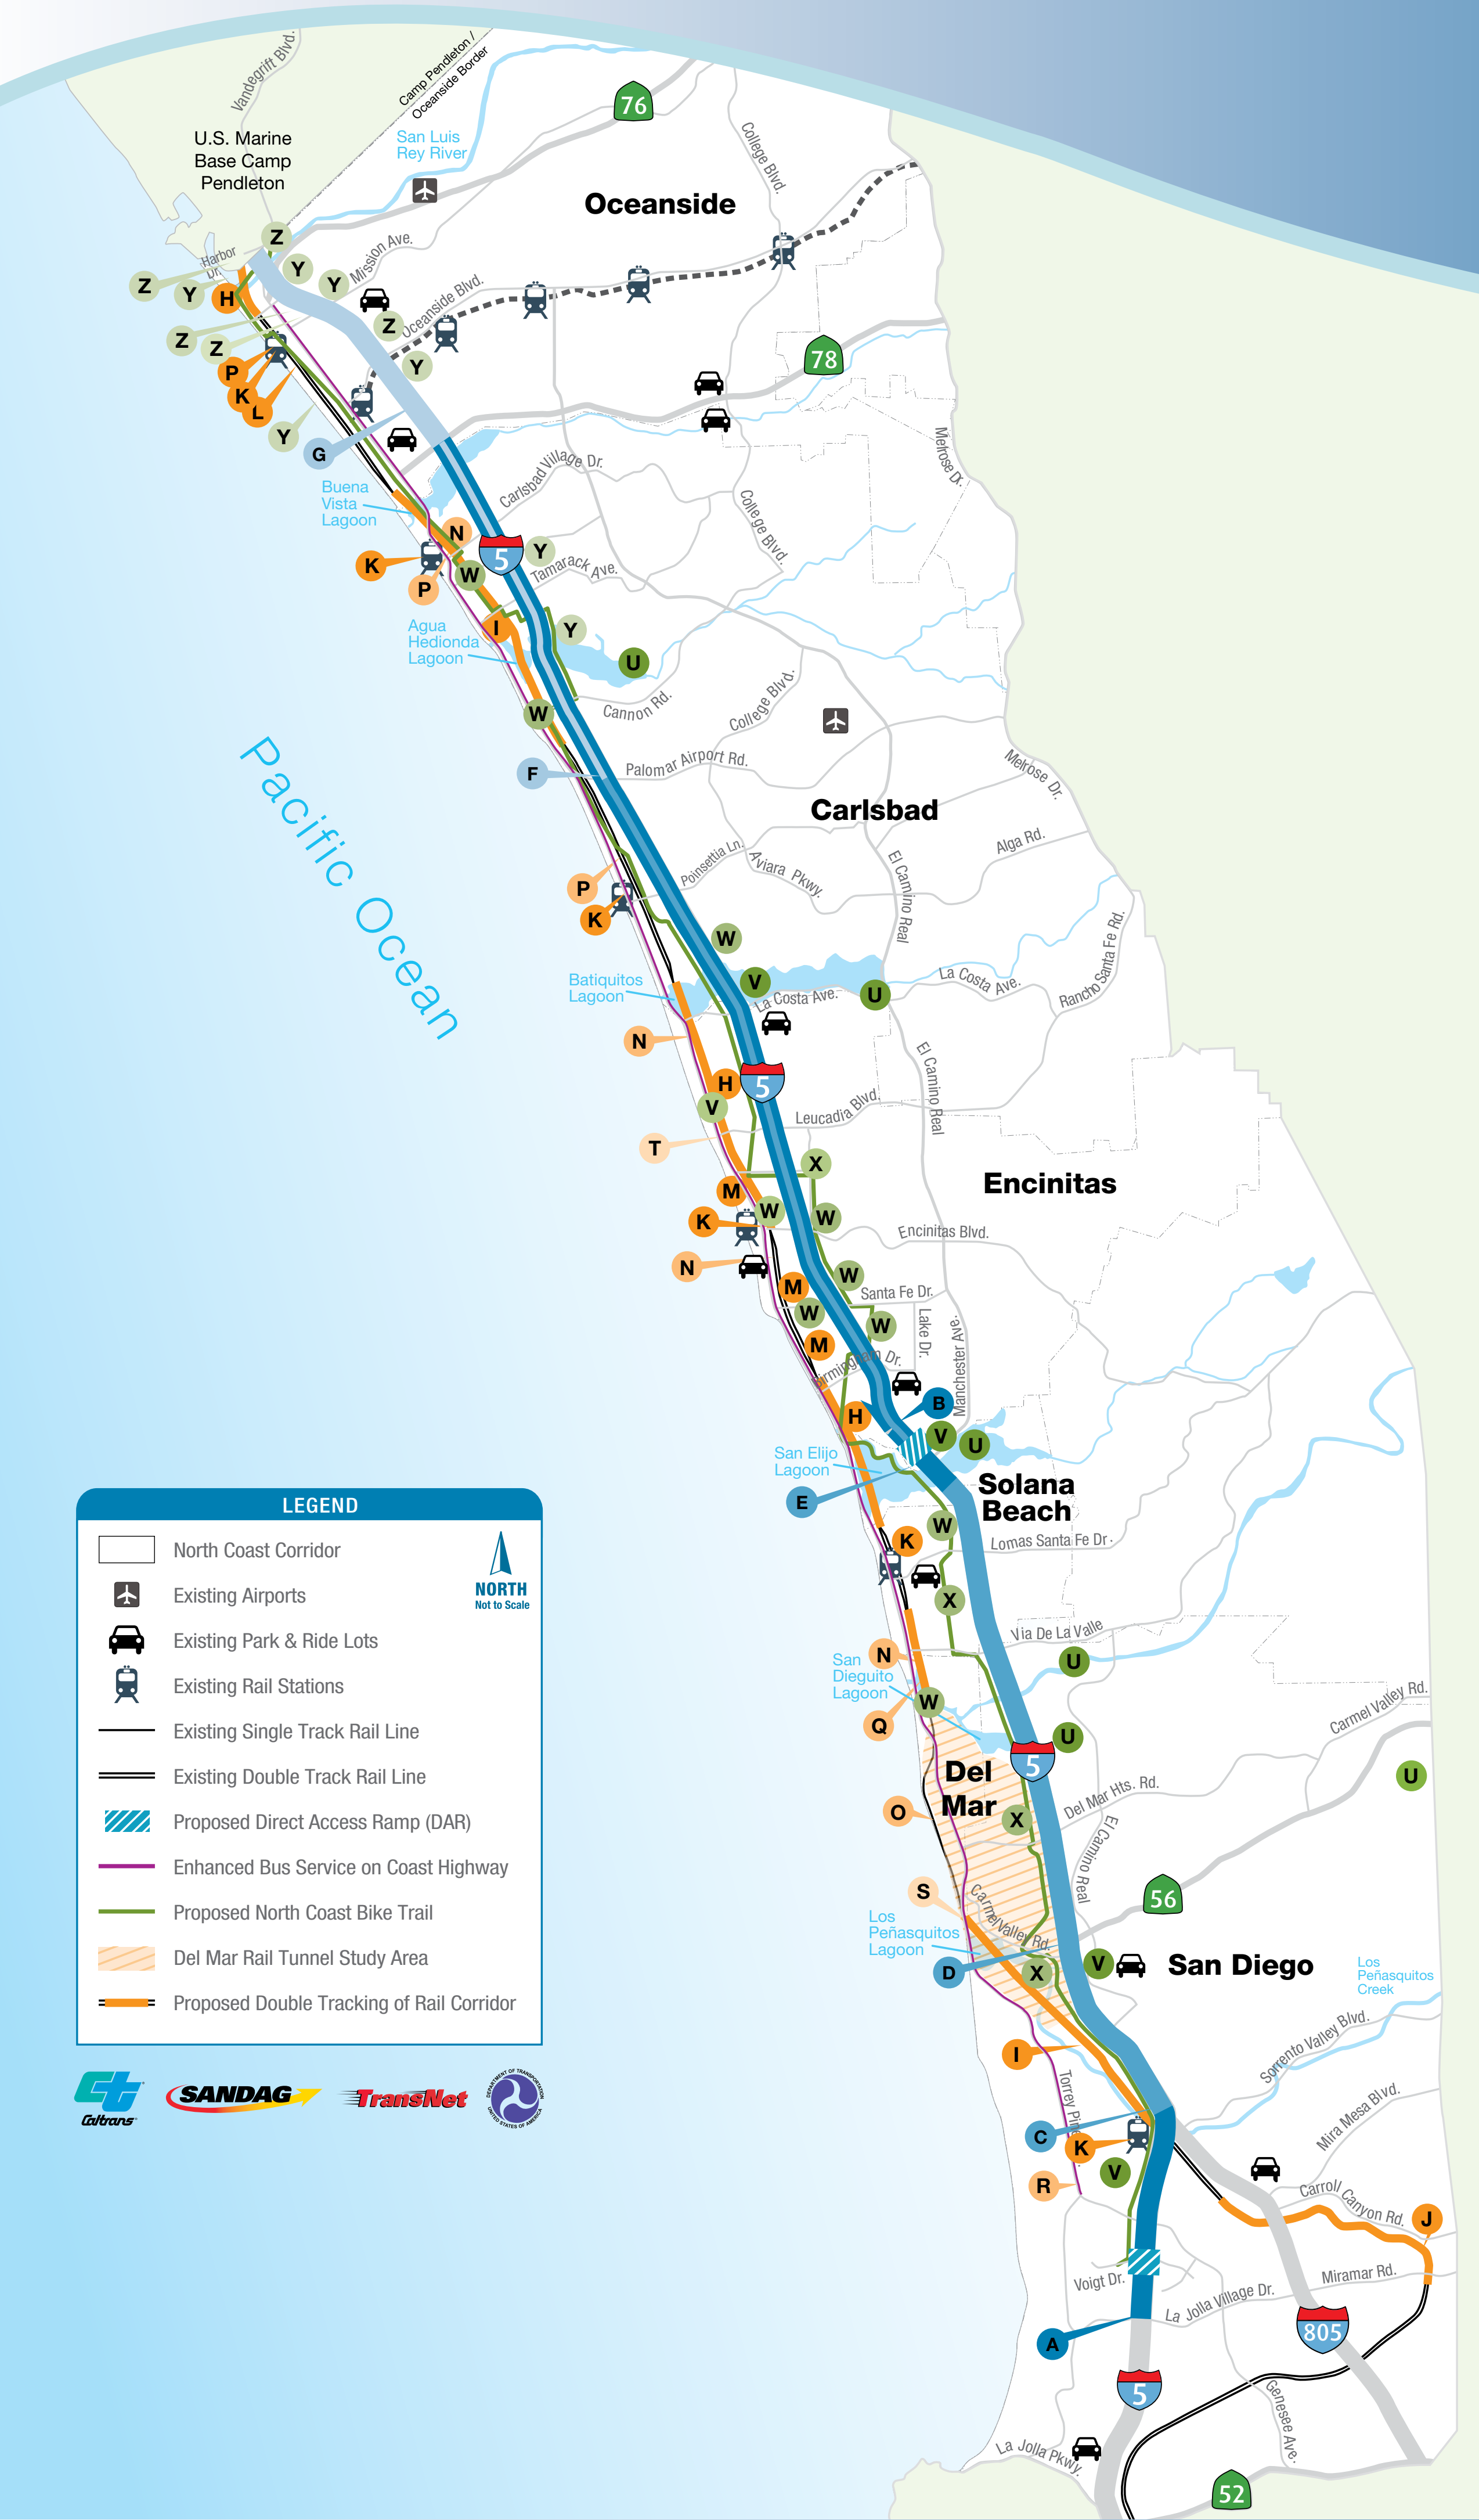 Vandegrift Blvd.
Camp Pendleton /
Oceanside Border
76
U.S. Marine
Base Camp
Pendleton
San Luis
Rey River
College Blvd.
Oceanside
Z
Harbor
Dr.
Mission Ave.
Y
Y
Z
Y
H
Oceanside Blvd.
Z
Z
Z
Y
78
P
K
L
Y
G
Melrose Dr.
Carlsbad Village Dr.
Buena
Vista
Lagoon
College Blvd.
N
5
Y
K
W
Tamarack Ave.
P
I
Y
Agua
Hedionda
Lagoon
U
W
Cannon Rd.
College Blvd.
Pacific Ocean
F
Palomar Airport Rd.
Melrose Dr.
Carlsbad
Alga Rd.
Poinsettia Ln.
Aviara Pkwy.
El Camino Real
P
K
W
Rancho Santa Fe Rd.
Batiquitos
Lagoon
V
La Costa Ave.
U
La Costa Ave.
N
H
5
El Camino Real
V
Leucadia Blvd.
T
X
M
Encinitas
W
K
W
Encinitas Blvd.
N
W
M
Santa Fe Dr.
W
W
Lake Dr.
Manchester Ave.
M
Birmingham Dr.
B
H
V
U
San Elijo
Lagoon
E
Solana
Beach
W
K
Lomas Santa Fe Dr.
X
Via De La Valle
N
San
Dieguito
Lagoon
U
W
Q
Carmel Valley Rd.
U
5
Del
Mar
U
Del Mar Hts. Rd.
O
X
El Camino Real
S
56
Carmel Valley Rd.
Los
Peñasquitos
Lagoon
D
X
V
San Diego
Los
Peñasquitos
Creek
Sorrento Valley Blvd.
I
Torrey
Mira Mesa Blvd.
C
K
V
R
Carroll Canyon Rd.
J
Voigt Dr.
Miramar Rd.
La Jolla Village Dr.
A
805
5
Genesee Ave.
La Jolla Pkwy.
52
LEGEND
North Coast Corridor
NORTH
Not to Scale
Existing Airports
Existing Park & Ride Lots
Existing Rail Stations
Existing Single Track Rail Line
Existing Double Track Rail Line
Proposed Direct Access Ramp (DAR)
Enhanced Bus Service on Coast Highway
Proposed North Coast Bike Trail
Del Mar Rail Tunnel Study Area
Proposed Double Tracking of Rail Corridor
Caltrans
SANDAG
TransNet
DEPARTMENT OF TRANSPORTATION
UNITED STATES OF AMERICA